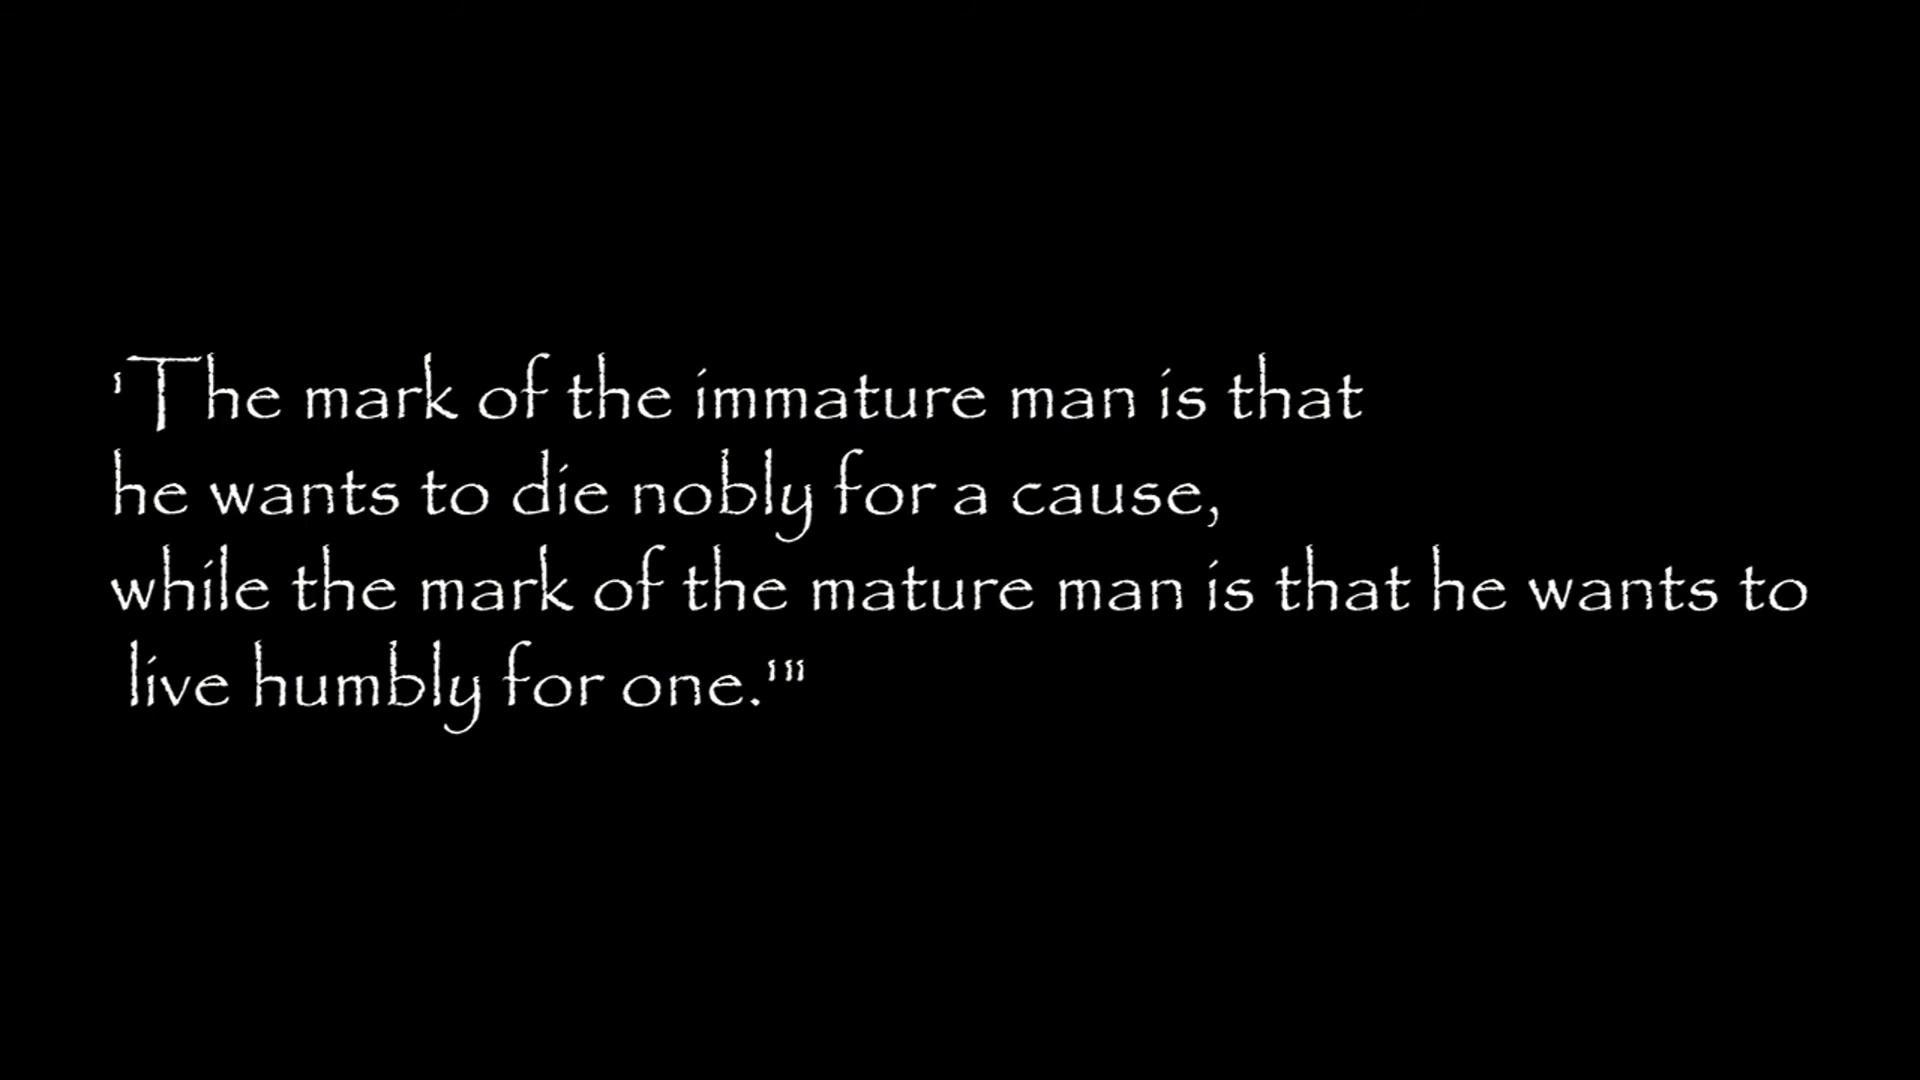 'The mark of the immature man is that
he wants to die nobly for a cause,
while the mark of the mature man is that he wants to
live humbly for one.'"